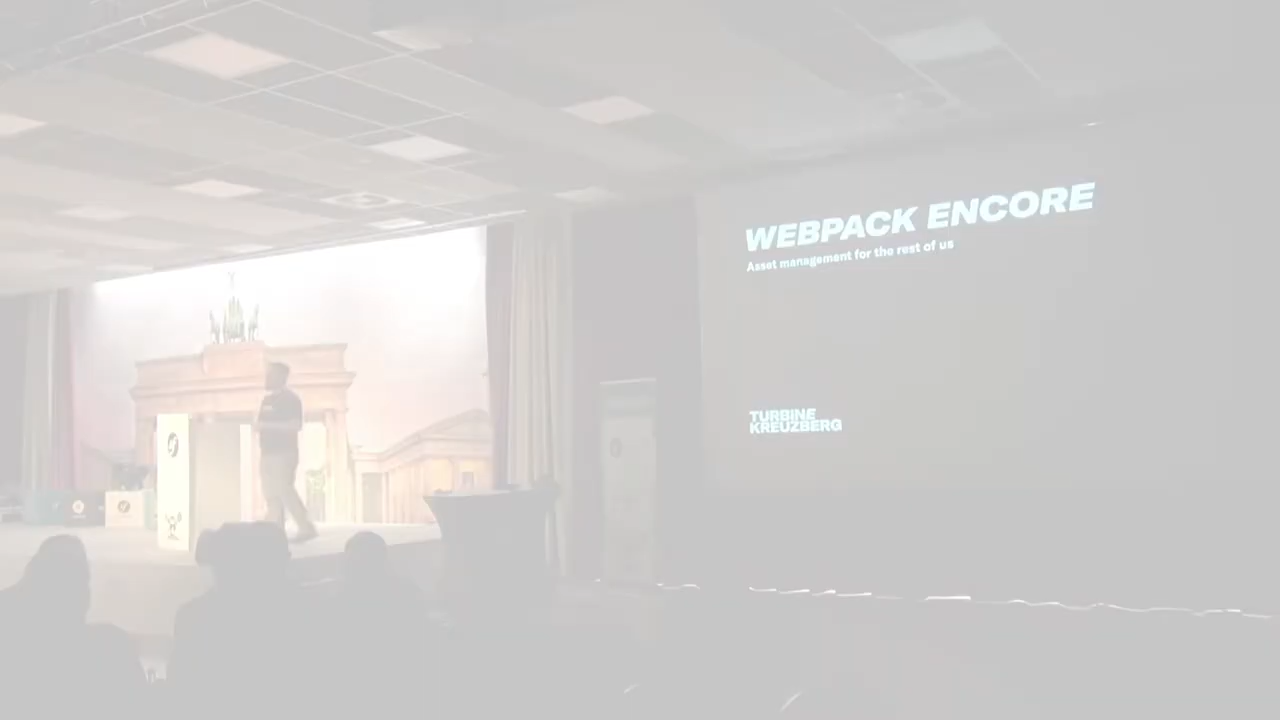 WEBPACK ENCORE
Asset management for the rest of us
TURBINE
KREUZBERG